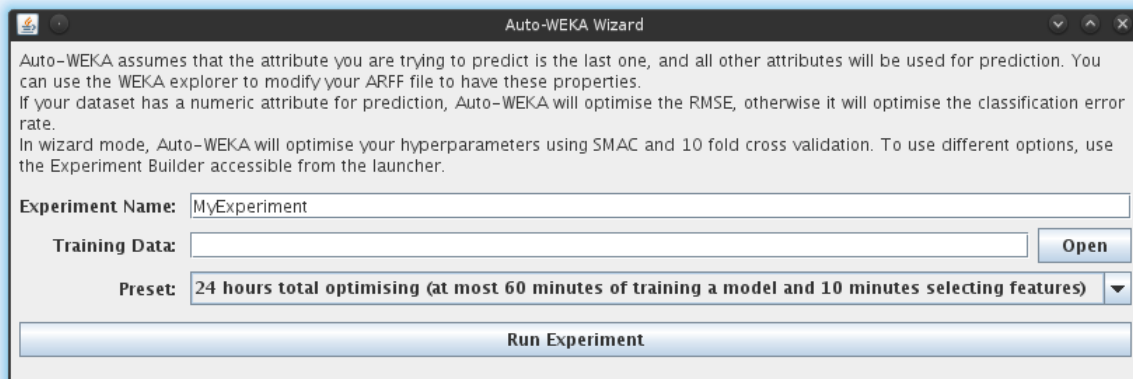 Auto-WEKA Wizard
Auto-WEKA assumes that the attribute you are trying to predict is the last one, and all other attributes will be used for prediction. You
can use the WEKA explorer to modify your ARFF file to have these properties.
If your dataset has a numeric attribute for prediction, Auto-WEKA will optimise the RMSE, otherwise it will optimise the classification error
rate.
In wizard mode, Auto-WEKA will optimise your hyperparameters using SMAC and 10 fold cross validation. To use different options, use
the Experiment Builder accessible from the launcher.
Experiment Name: MyExperiment
Training Data: Open
Preset: 24 hours total optimising (at most 60 minutes of training a model and 10 minutes selecting features)
Run Experiment